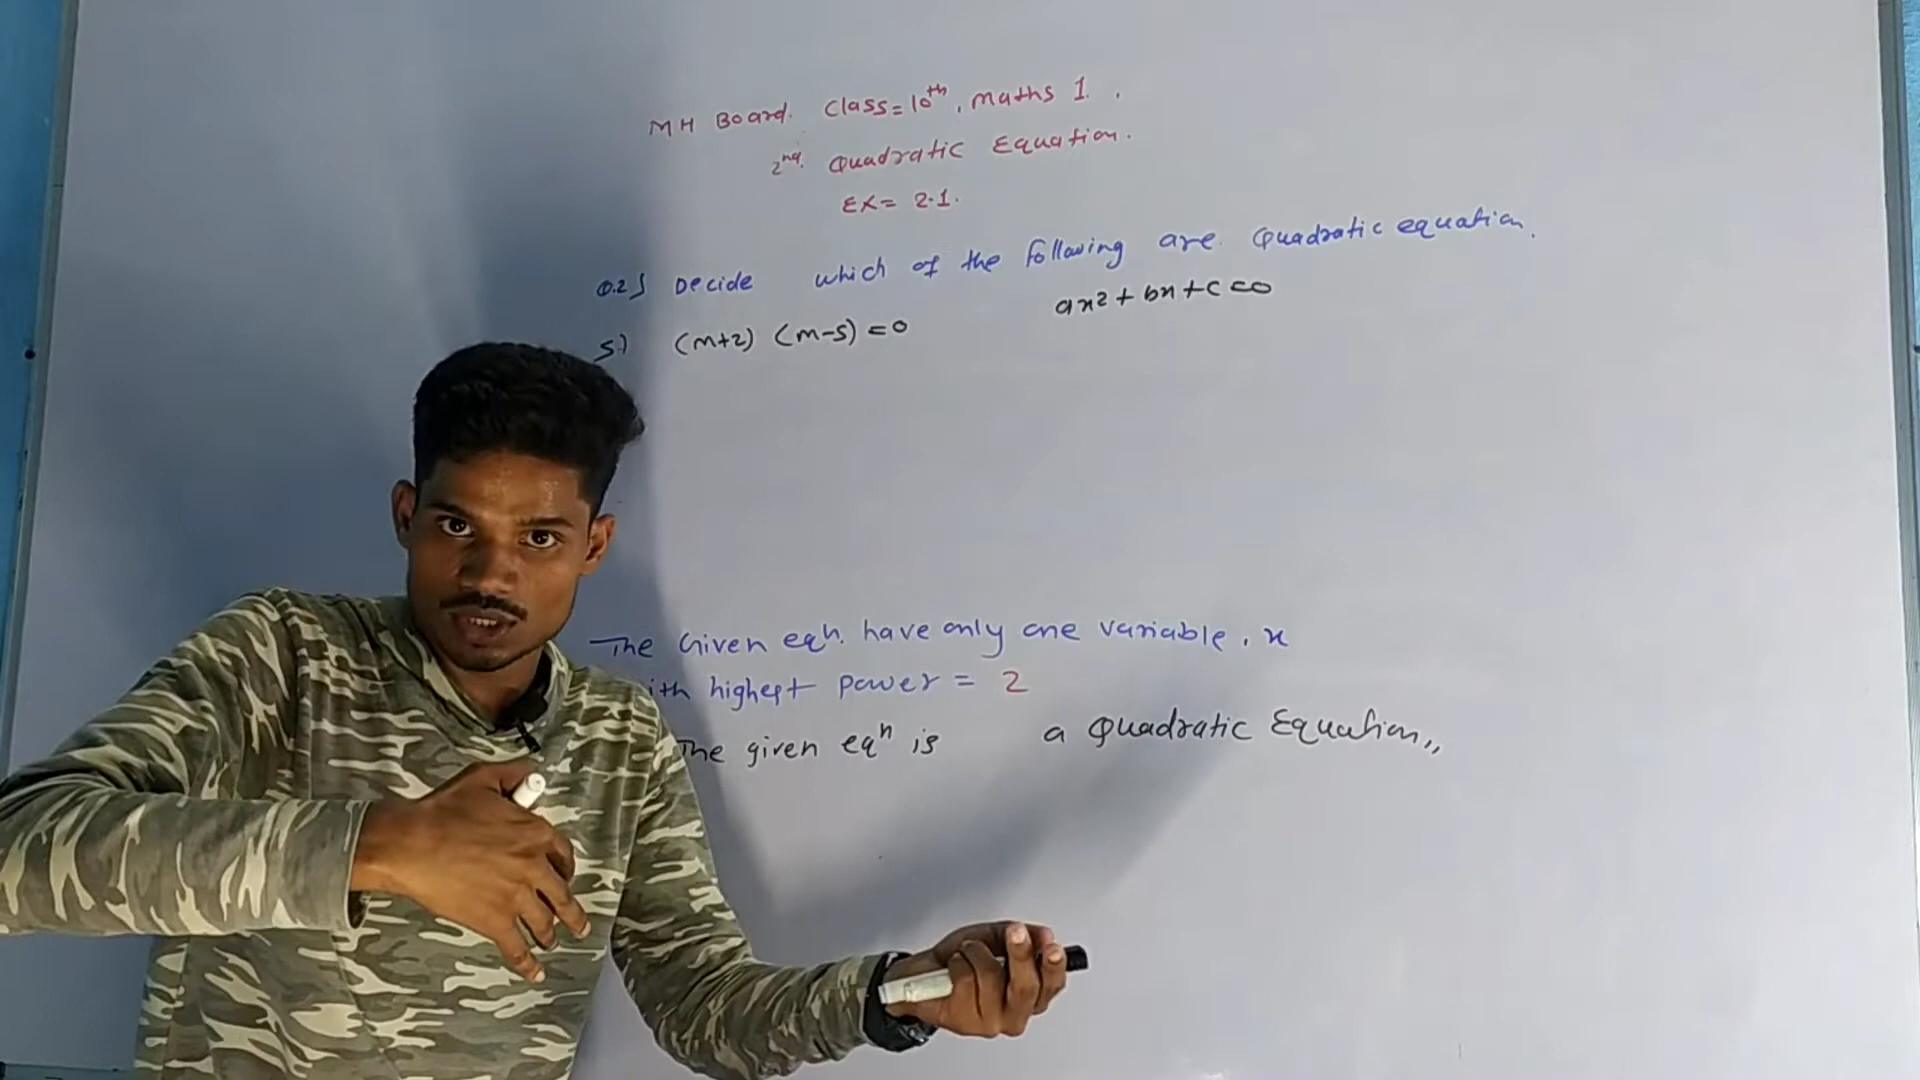 MH Board. Class=10th, Maths 1.
2nd. Quadratic Equation.
Ex= 2.1.
Q.2) Decide which of the following are Quadratic equation.
ax2 + bx + c = 0
5.) (m+2) (m-5) = 0
The Given eqn. have only one variable. x
ith highest power = 2
The given eqn is a Quadratic Equation,,